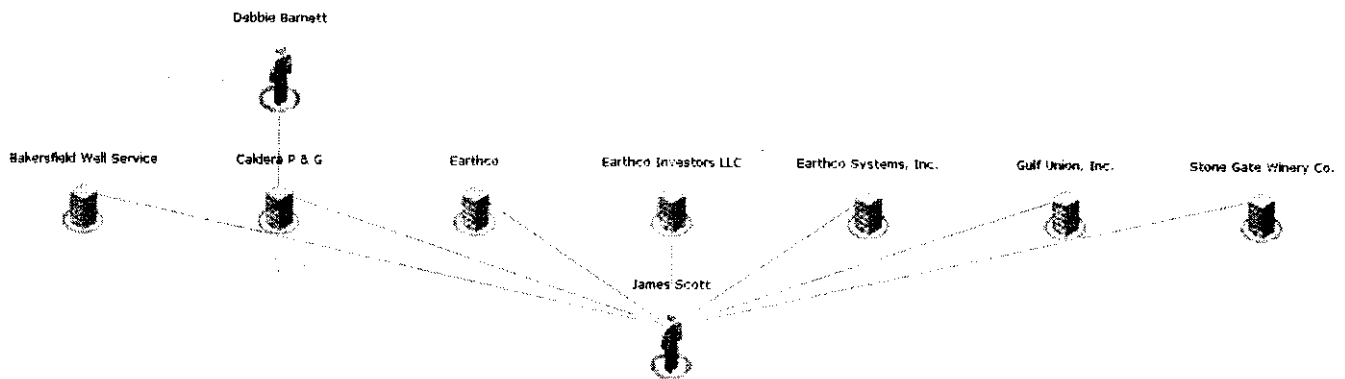 Debbie Barnett
Bakersfield Well Service
Caldera P & G
Earthco
Earthco Investors LLC
Earthco Systems, Inc.
Gulf Union, Inc.
Stone Gate Winery Co.
James Scott